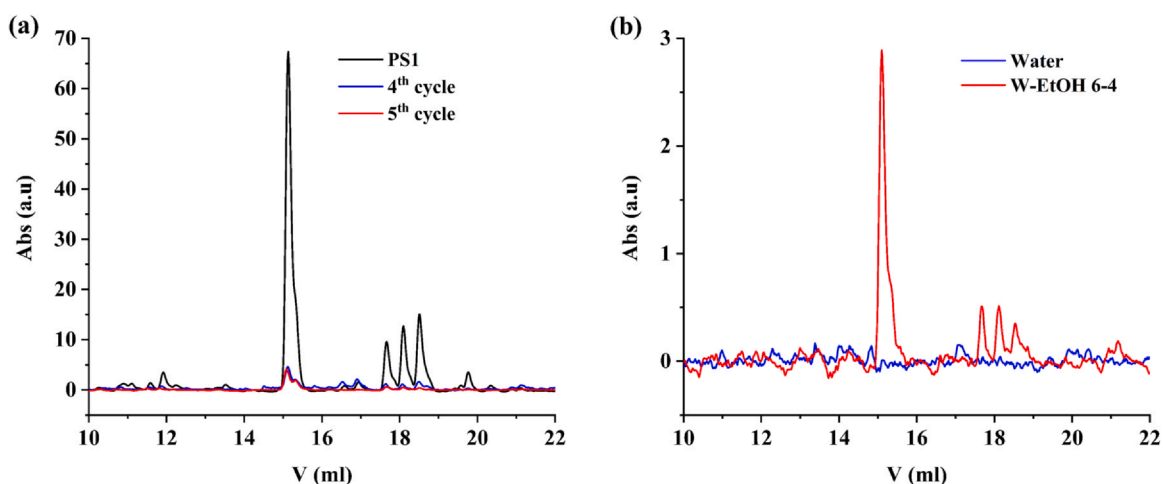 (a)
70
60
50
40
30
20
10
0
Abs (a.u)
PS1
4th cycle
5th cycle
10 12 14 16 18 20 22
V (ml)
(b)
3
2
1
0
Abs (a.u)
Water
W-EtOH 6-4
10 12 14 15 17 18 20 22
V (ml)